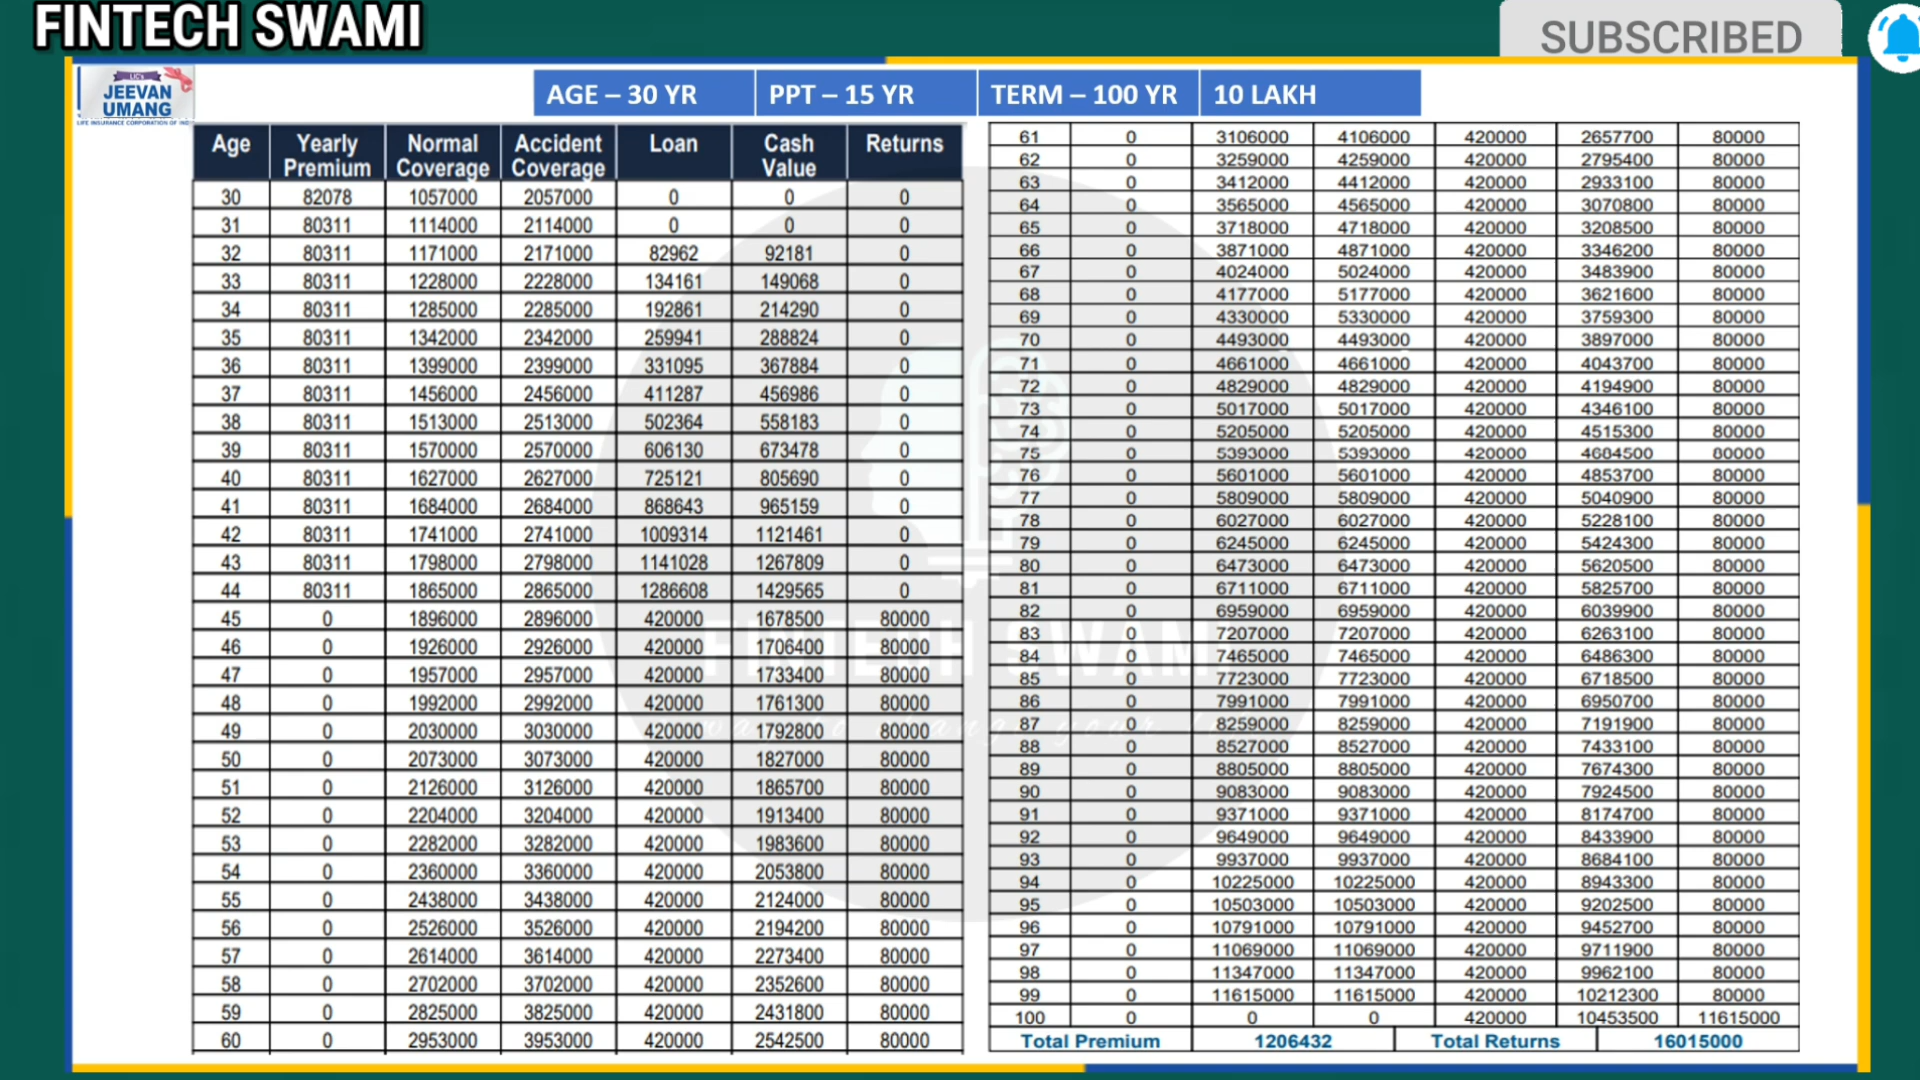 FINTECH SWAMI
SUBSCRIBED
LIC's
JEEVAN
UMANG
LIFE INSURANCE CORPORATION OF
AGE – 30 YR PPT – 15 YR TERM – 100 YR 10 LAKH
Age Yearly Premium Normal Coverage Accident Coverage Loan Cash Value Returns
30 82078 1057000 2057000 0 0 0
31 80311 1114000 2114000 0 0 0
32 80311 1171000 2171000 82962 92181 0
33 80311 1228000 2228000 134161 149068 0
34 80311 1285000 2285000 192861 214290 0
35 80311 1342000 2342000 259941 288824 0
36 80311 1399000 2399000 331095 367884 0
37 80311 1456000 2456000 411287 456986 0
38 80311 1513000 2513000 502364 558183 0
39 80311 1570000 2570000 606130 673478 0
40 80311 1627000 2627000 725121 805690 0
41 80311 1684000 2684000 868643 965159 0
42 80311 1741000 2741000 1009314 1121461 0
43 80311 1798000 2798000 1141028 1267809 0
44 80311 1865000 2865000 1286608 1429565 0
45 0 1896000 2896000 420000 1678500 80000
46 0 1926000 2926000 420000 1706400 80000
47 0 1957000 2957000 420000 1733400 80000
48 0 1992000 2992000 420000 1761300 80000
49 0 2030000 3030000 420000 1792800 80000
50 0 2073000 3073000 420000 1827000 80000
51 0 2126000 3126000 420000 1865700 80000
52 0 2204000 3204000 420000 1913400 80000
53 0 2282000 3282000 420000 1983600 80000
54 0 2360000 3360000 420000 2053800 80000
55 0 2438000 3438000 420000 2124000 80000
56 0 2526000 3526000 420000 2194200 80000
57 0 2614000 3614000 420000 2273400 80000
58 0 2702000 3702000 420000 2352600 80000
59 0 2825000 3825000 420000 2431800 80000
60 0 2953000 3953000 420000 2542500 80000
61 0 3106000 4106000 420000 2657700 80000
62 0 3259000 4259000 420000 2795400 80000
63 0 3412000 4412000 420000 2933100 80000
64 0 3565000 4565000 420000 3070800 80000
65 0 3718000 4718000 420000 3208500 80000
66 0 3871000 4871000 420000 3346200 80000
67 0 4024000 5024000 420000 3483900 80000
68 0 4177000 5177000 420000 3621600 80000
69 0 4330000 5330000 420000 3759300 80000
70 0 4493000 4493000 420000 3897000 80000
71 0 4661000 4661000 420000 4043700 80000
72 0 4829000 4829000 420000 4194900 80000
73 0 5017000 5017000 420000 4346100 80000
74 0 5205000 5205000 420000 4515300 80000
75 0 5393000 5393000 420000 4684500 80000
76 0 5601000 5601000 420000 4853700 80000
77 0 5809000 5809000 420000 5040900 80000
78 0 6027000 6027000 420000 5228100 80000
79 0 6245000 6245000 420000 5424300 80000
80 0 6473000 6473000 420000 5620500 80000
81 0 6711000 6711000 420000 5825700 80000
82 0 6959000 6959000 420000 6039900 80000
83 0 7207000 7207000 420000 6263100 80000
84 0 7465000 7465000 420000 6486300 80000
85 0 7723000 7723000 420000 6718500 80000
86 0 7991000 7991000 420000 6950700 80000
87 0 8259000 8259000 420000 7191900 80000
88 0 8527000 8527000 420000 7433100 80000
89 0 8805000 8805000 420000 7674300 80000
90 0 9083000 9083000 420000 7924500 80000
91 0 9371000 9371000 420000 8174700 80000
92 0 9649000 9649000 420000 8433900 80000
93 0 9937000 9937000 420000 8684100 80000
94 0 10225000 10225000 420000 8943300 80000
95 0 10503000 10503000 420000 9202500 80000
96 0 10791000 10791000 420000 9452700 80000
97 0 11069000 11069000 420000 9711900 80000
98 0 11347000 11347000 420000 9962100 80000
99 0 11615000 11615000 420000 10212300 80000
100 0 0 0 420000 10453500 11615000
Total Premium 1206432 Total Returns 16015000
FINTECH SWAMI